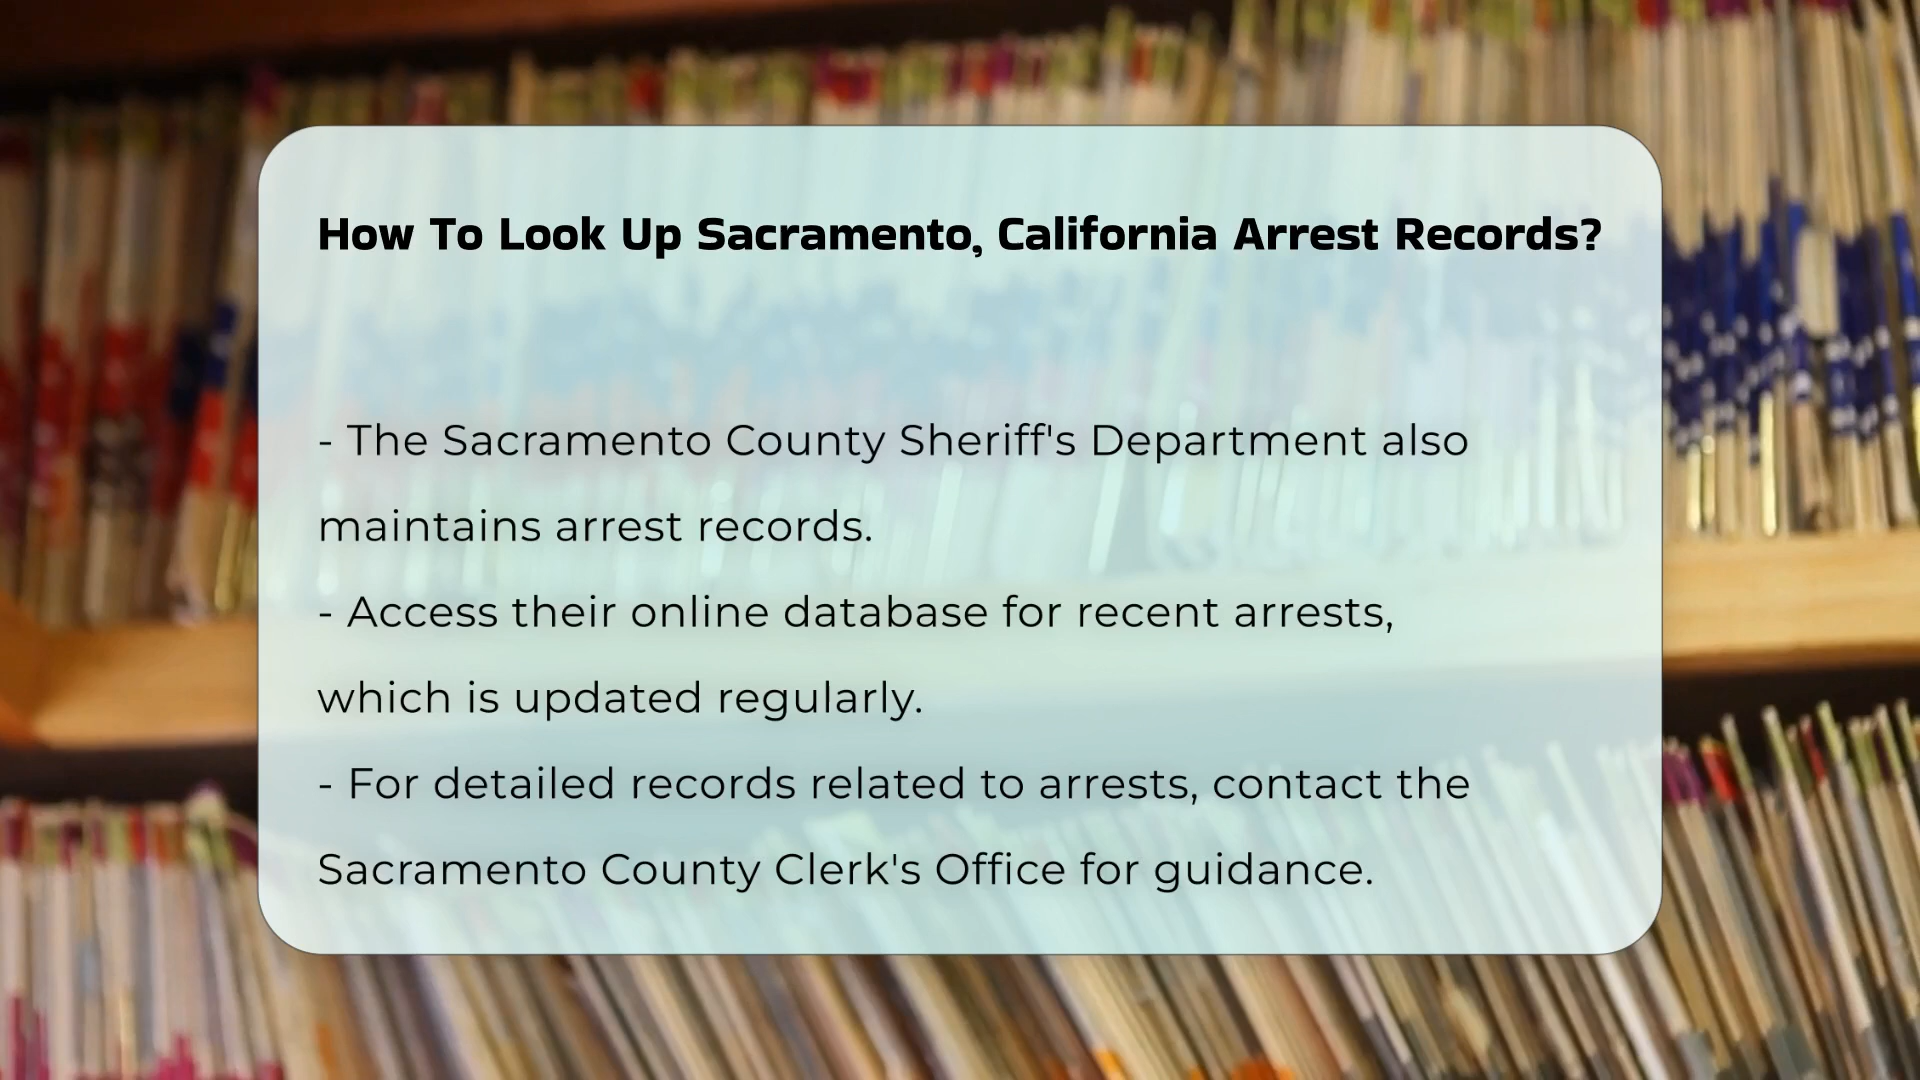 How To Look Up Sacramento, California Arrest Records?
- The Sacramento County Sheriff's Department also
maintains arrest records.
- Access their online database for recent arrests,
which is updated regularly.
- For detailed records related to arrests, contact the
Sacramento County Clerk's Office for guidance.